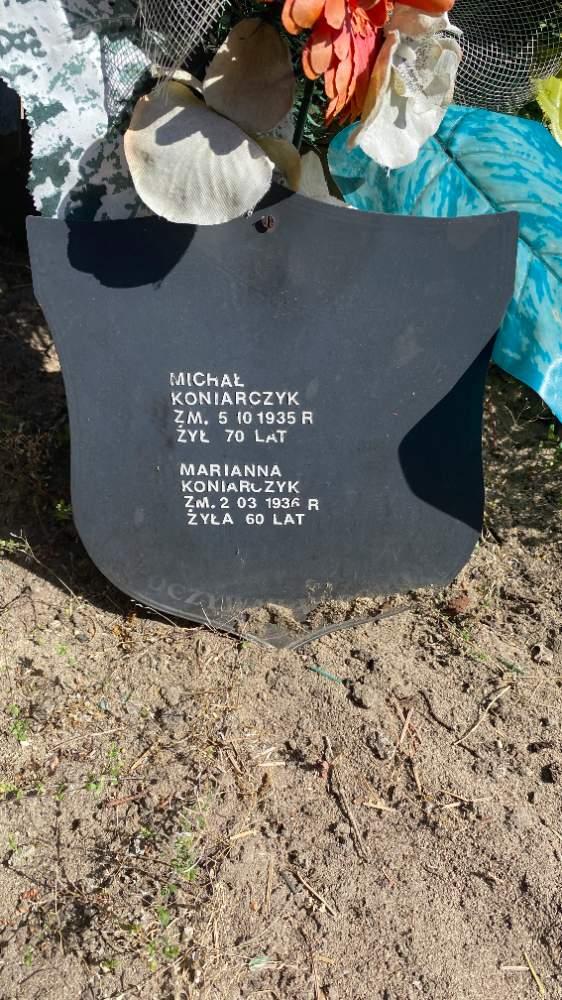 MICHAŁ
KONIARCZYK
ZM. 5 10 1935 R
ŻYŁ 70 LAT
MARIANNA
KONIARCZYK
ZM. 2 03 1936 R
ŻYŁA 60 LAT